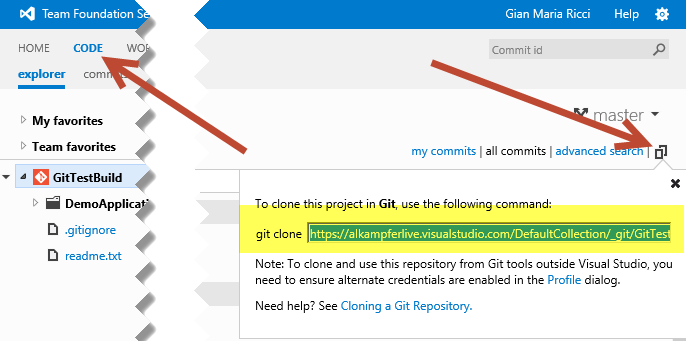 Team Foundation Se
Gian Maria Ricci Help
HOME CODE WO
Commit id
explorer comm
My favorites
master
Team favorites
my commits | all commits | advanced search |
GitTestBuild
DemoApplica
To clone this project in Git, use the following command:
.gitignore
git clone https://alkampferlive.visualstudio.com/DefaultCollection/_git/GitTest
readme.txt
Note: To clone and use this repository from Git tools outside Visual Studio, you
need to ensure alternate credentials are enabled in the Profile dialog.
Need help? See Cloning a Git Repository.